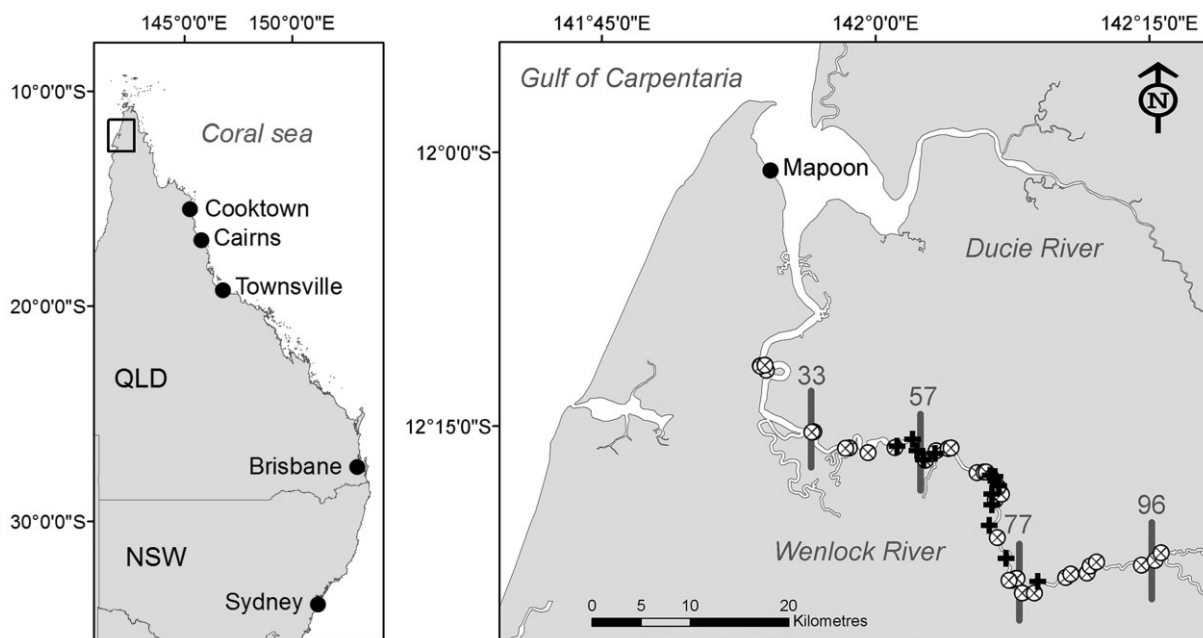 145°0'0"E 150°0'0"E
10°0'0"S
20°0'0"S
30°0'0"S
Coral sea
Cooktown
Cairns
Townsville
QLD
Brisbane
NSW
Sydney
141°45'0"E 142°0'0"E 142°15'0"E
Gulf of Carpentaria
N
12°0'0"S
Mapoon
Ducie River
33
57
12°15'0"S
77
96
Wenlock River
0 5 10 20
Kilometres